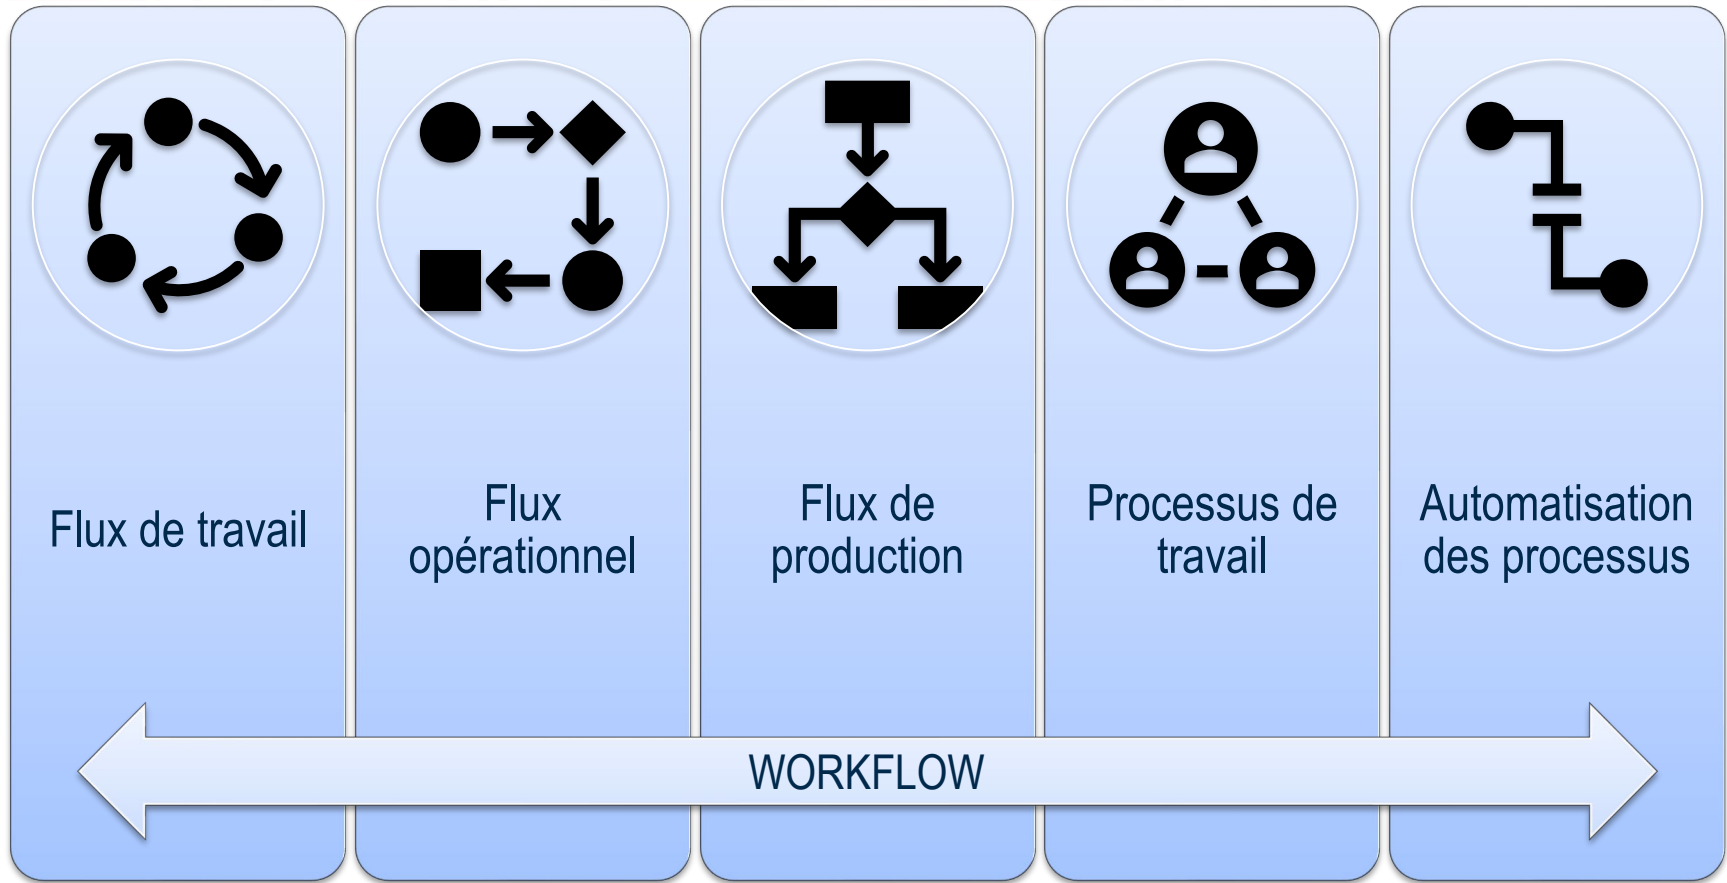 Flux de travail
Flux
opérationnel
Flux de
production
Processus de
travail
Automatisation
des processus
WORKFLOW